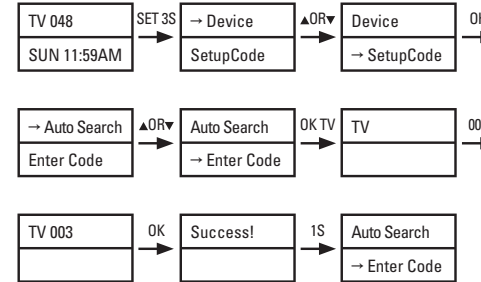 TV 048 SET 3S → Device ▲OR▼ Device
SUN 11:59AM SetupCode → SetupCode
→ Auto Search ▲OR▼ Auto Search OK TV TV 00
Enter Code → Enter Code
TV 003 OK Success! 1S Auto Search
→ Enter Code